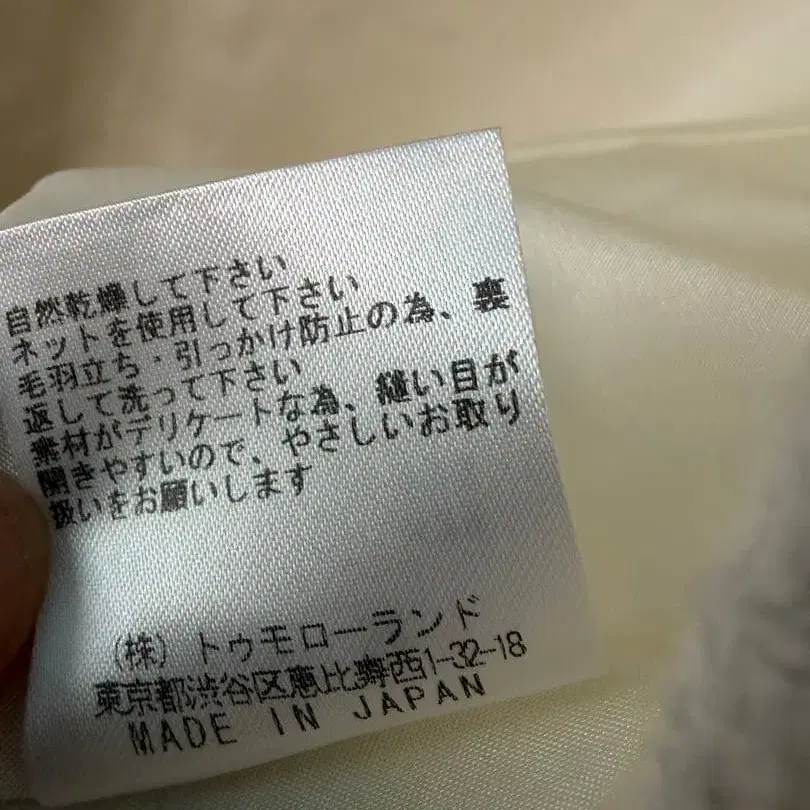 自然乾燥して下さい
ネットを使用して下さい
毛羽立ち・引っかけ防止の為、裏
返して洗って下さい
素材がデリケートな為、縫い目が
開きやすいので、やさしいお取り
扱いをお願いします
(株) トゥモローランド
東京都渋谷区恵比壽西1-32-18
MADE IN JAPAN